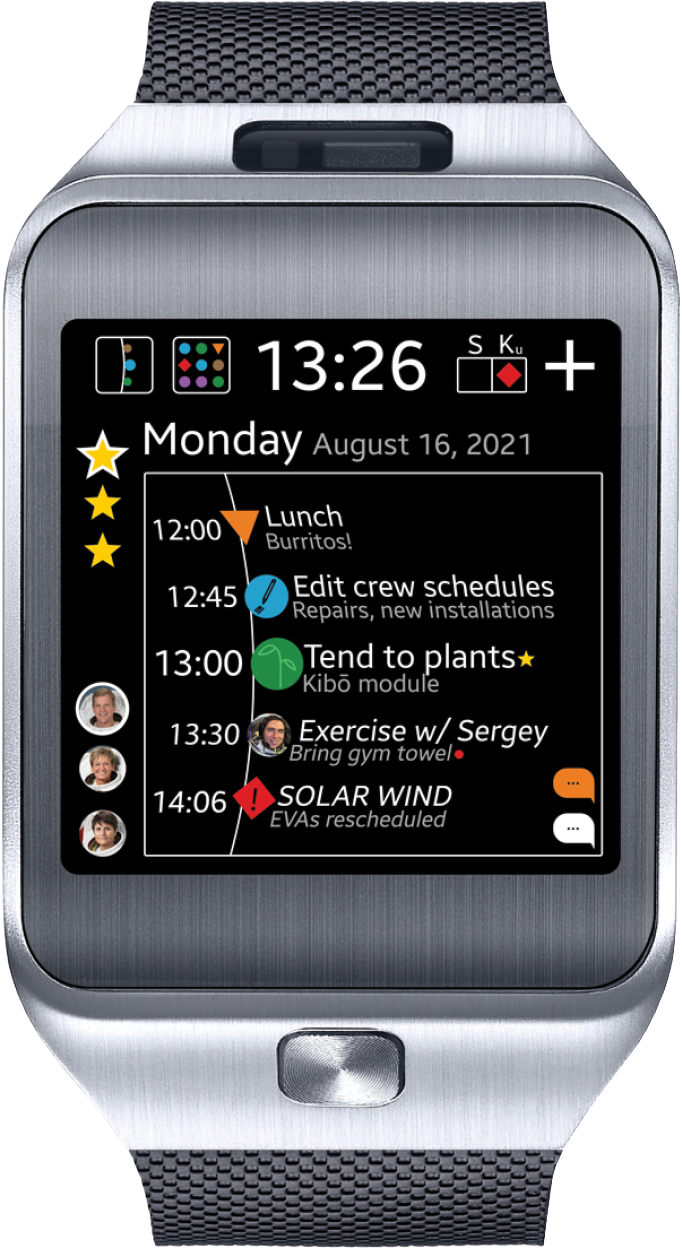 13:26
S Ku
+
Monday August 16, 2021
12:00 Lunch
Burritos!
12:45 Edit crew schedules
Repairs, new installations
13:00 Tend to plants
Kibō module
13:30 Exercise w/ Sergey
Bring gym towel
14:06 ! SOLAR WIND
EVAs rescheduled
...
...